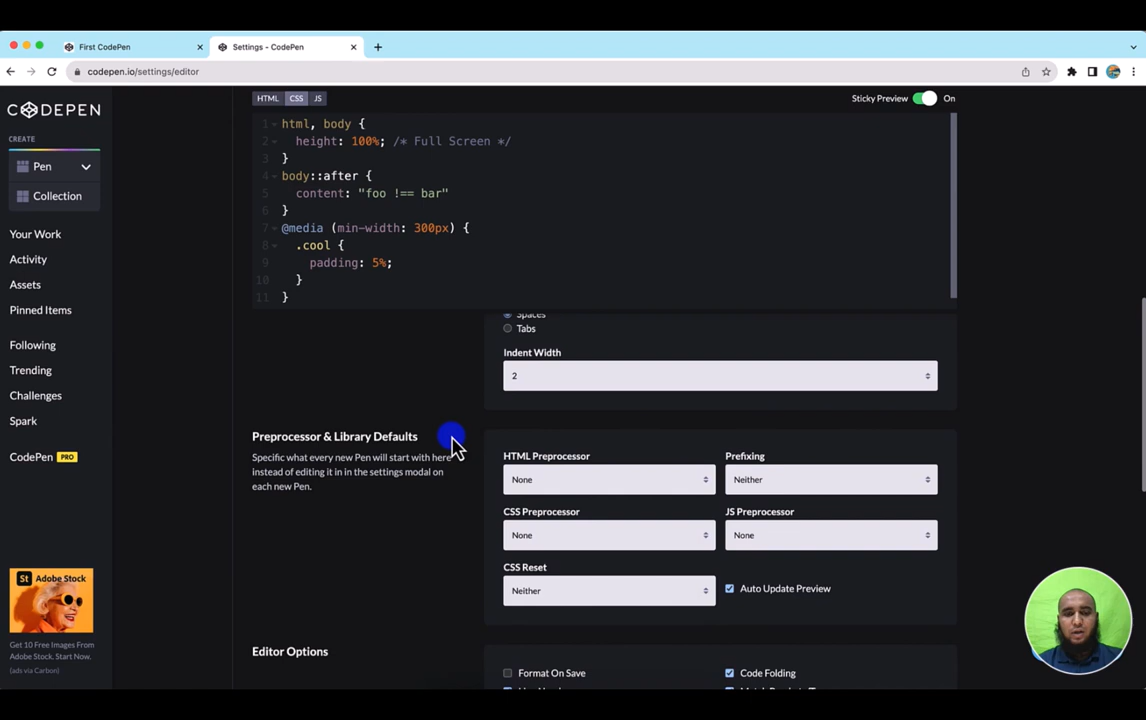 First CodePen
Settings - CodePen
codepen.io/settings/editor
CODEPEN
CREATE
Pen
Collection
Your Work
Activity
Assets
Pinned Items
Following
Trending
Challenges
Spark
CodePen PRO
St Adobe Stock
Get 10 Free Images From
Adobe Stock. Start Now.
(ads via Carbon)
HTML CSS JS
Sticky Preview On
1 html, body {
2 height: 100%; /* Full Screen */
3 }
4 body::after {
5 content: "foo !== bar"
6 }
7 @media (min-width: 300px) {
8 .cool {
9 padding: 5%;
10 }
11 }
Spaces
Tabs
Indent Width
2
Preprocessor & Library Defaults
Specific what every new Pen will start with here
instead of editing it in in the settings modal on
each new Pen.
HTML Preprocessor
None
Prefixing
Neither
CSS Preprocessor
None
JS Preprocessor
None
CSS Reset
Neither
Auto Update Preview
Editor Options
Format On Save
Code Folding